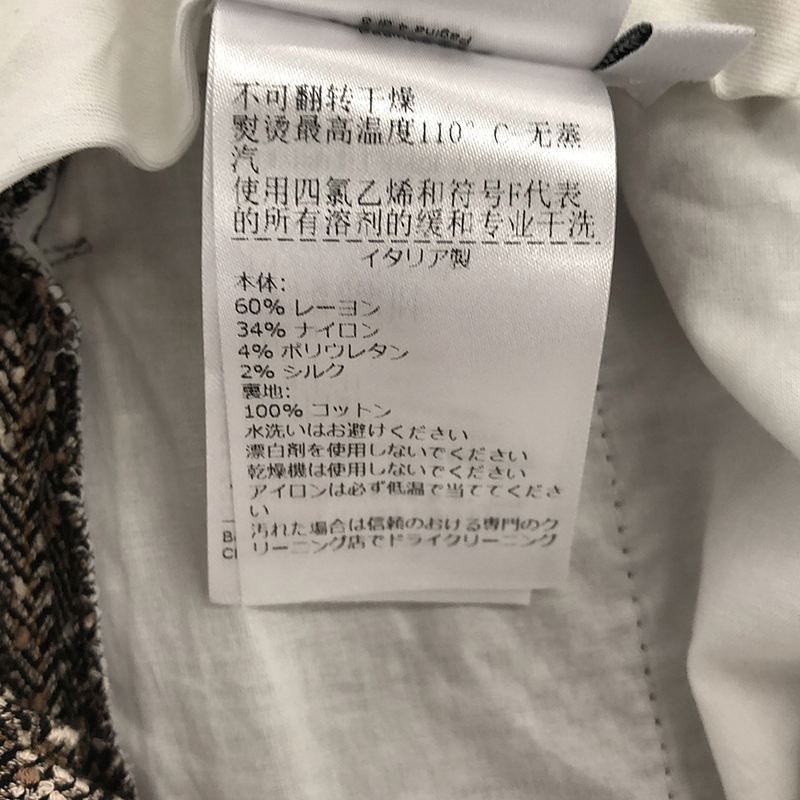 不可翻转干燥
熨烫最高温度110° C 无蒸
汽
使用四氯乙烯和符号F代表
的所有溶剂的缓和专业干洗
イタリア製
本体:
60% レーヨン
34% ナイロン
4% ポリウレタン
2% シルク
裏地:
100% コットン
水洗いはお避けください
漂白剤を使用しないでください
乾燥機は使用しないでください
アイロンは必ず低温で当ててくださ
い
汚れた場合は信頼のおける専門のク
リーニング店でドライクリーニング